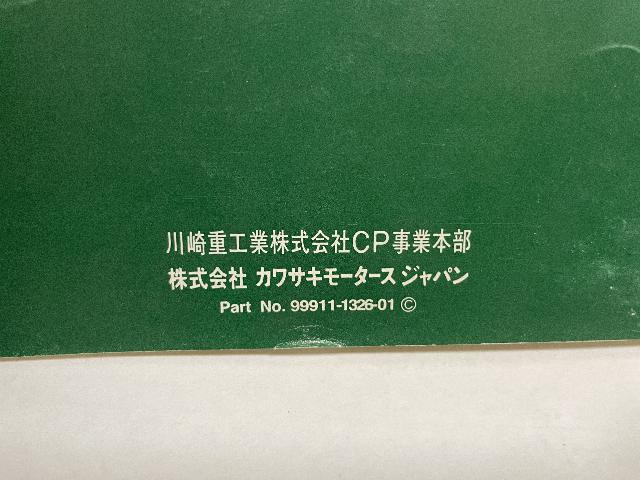 川崎重工業株式会社CP事業本部
株式会社 カワサキモータースジャパン
Part No. 99911-1326-01 ©